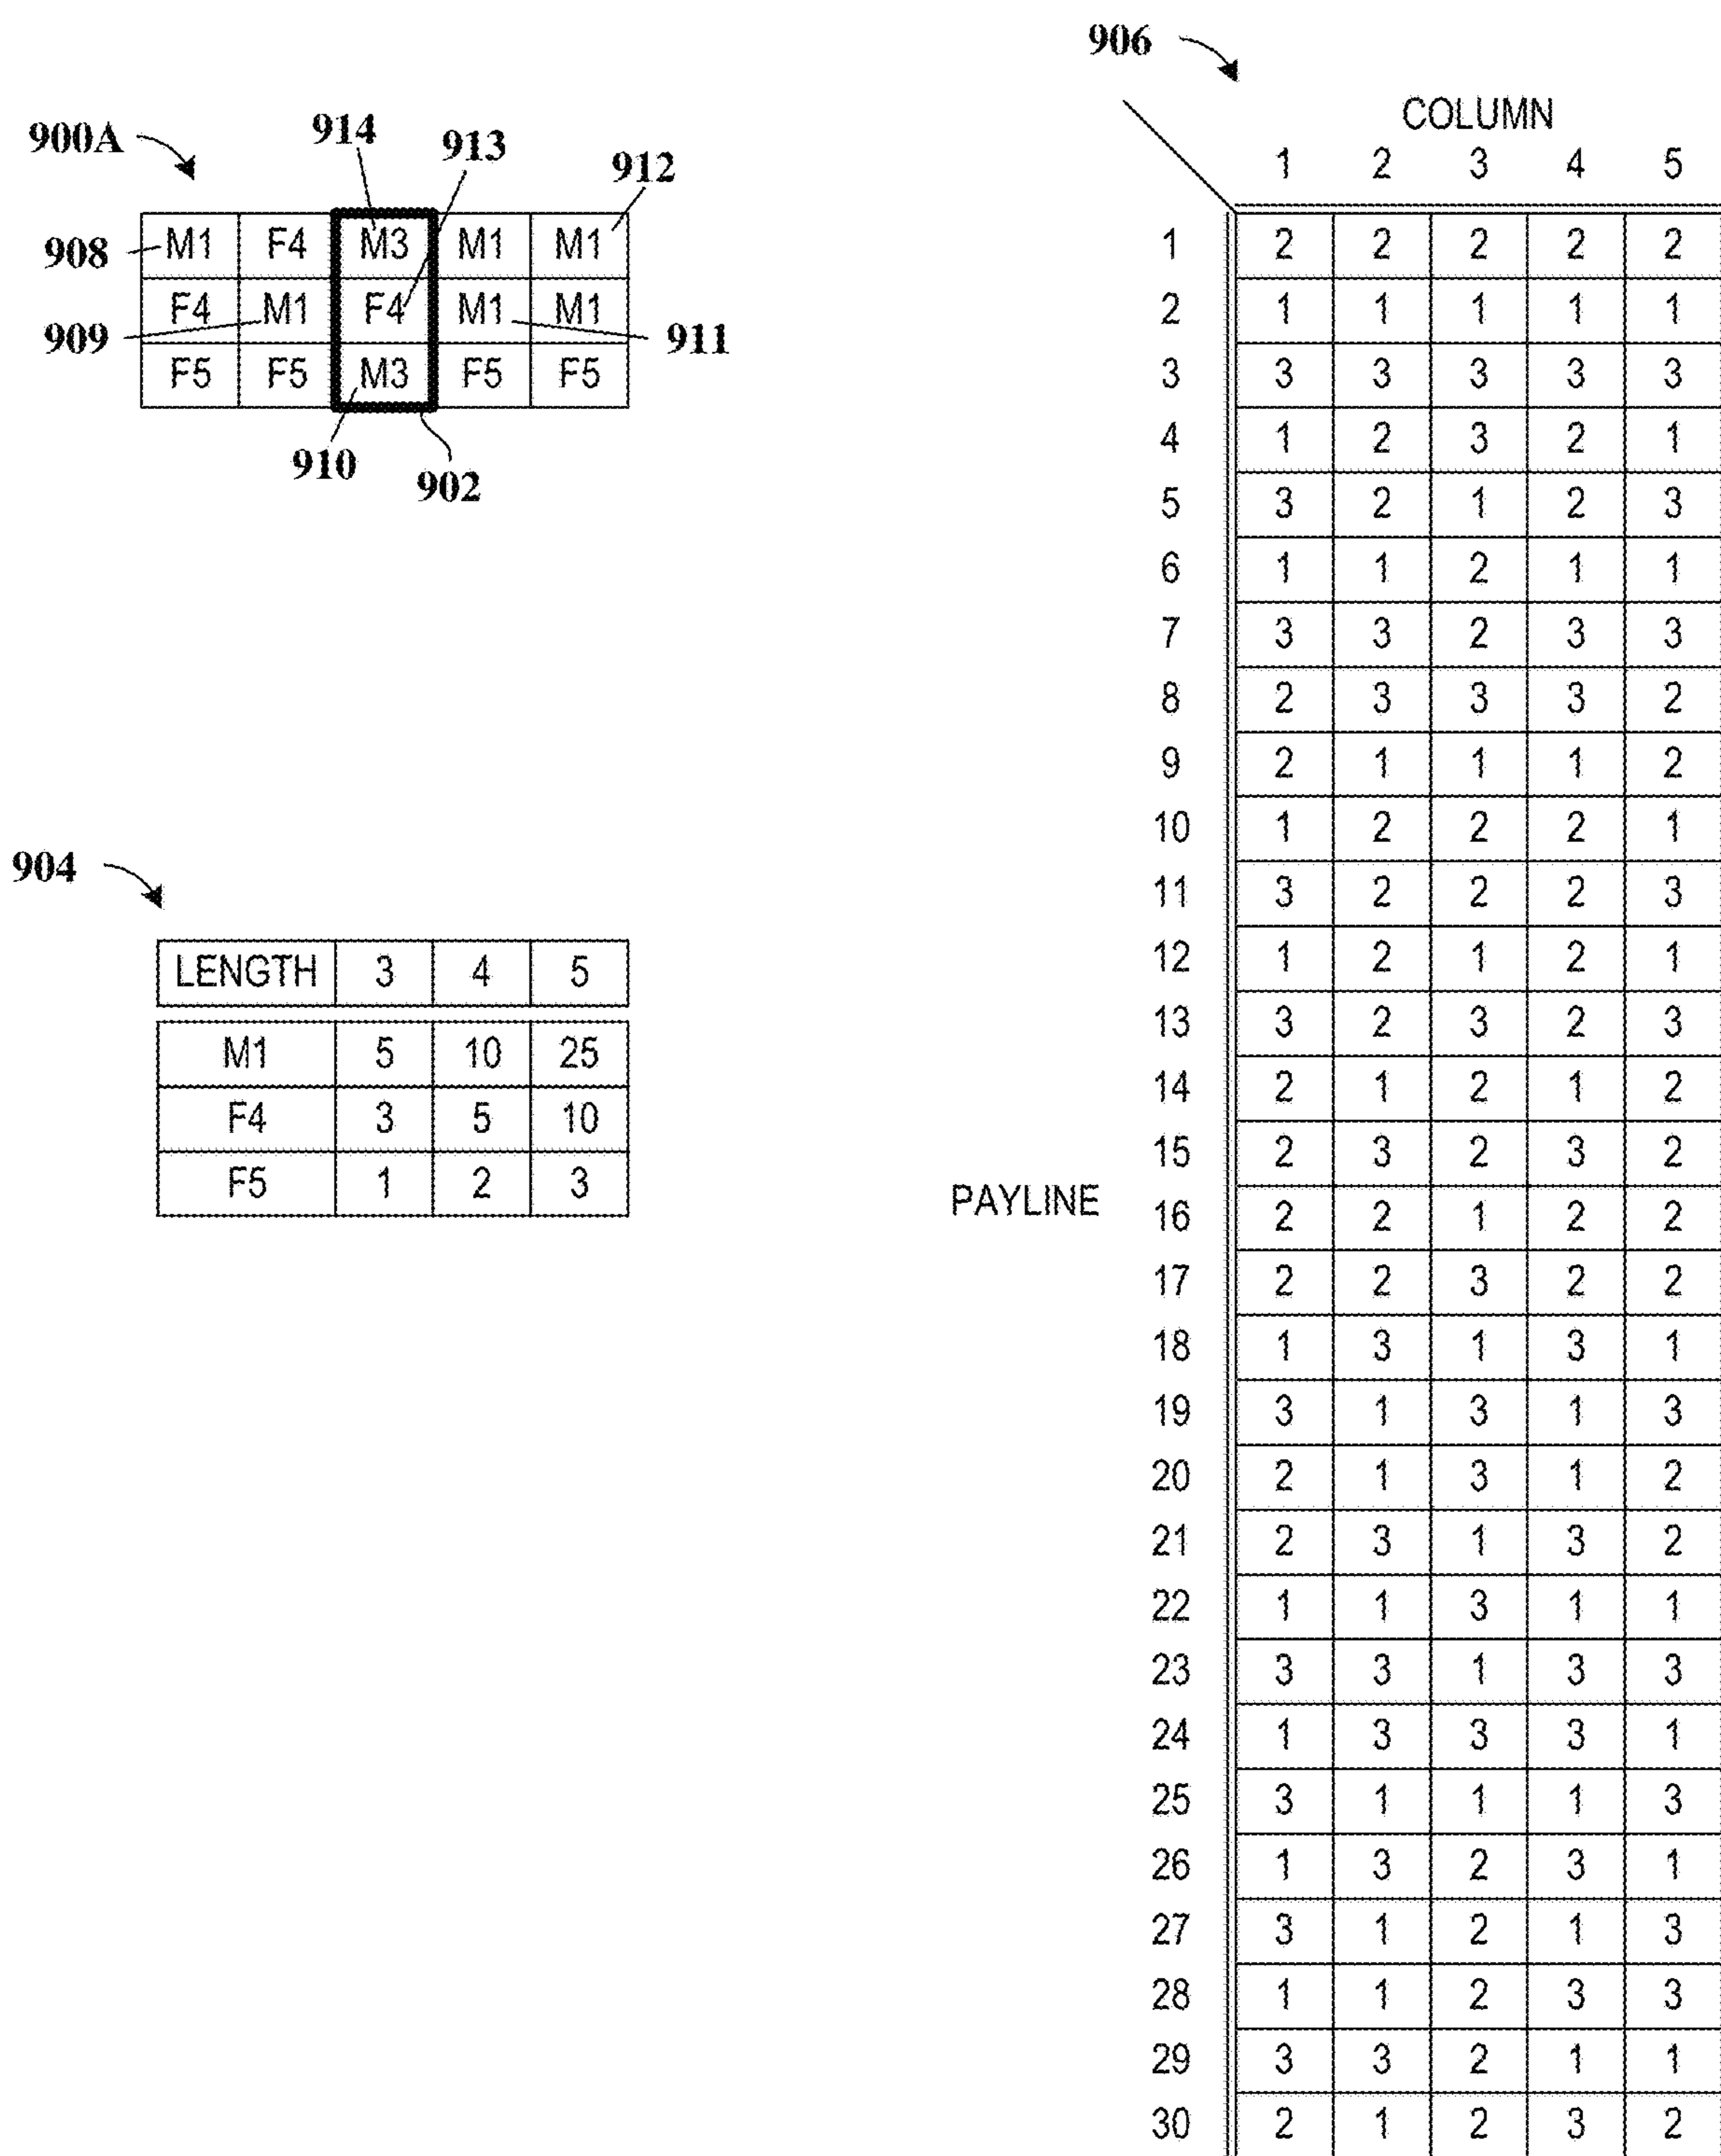 906
COLUMN
1 2 3 4 5
900A
914
913
912
908
M1 F4 M3 M1 M1
F4 M1 F4 M1 M1
909
911
F5 F5 M3 F5 F5
910
902
904
LENGTH 3 4 5
M1 5 10 25
F4 3 5 10
F5 1 2 3
PAYLINE
1 2 2 2 2 2
2 1 1 1 1 1
3 3 3 3 3 3
4 1 2 3 2 1
5 3 2 1 2 3
6 1 1 2 1 1
7 3 3 2 3 3
8 2 3 3 3 2
9 2 1 1 1 2
10 1 2 2 2 1
11 3 2 2 2 3
12 1 2 1 2 1
13 3 2 3 2 3
14 2 1 2 1 2
15 2 3 2 3 2
16 2 2 1 2 2
17 2 2 3 2 2
18 1 3 1 3 1
19 3 1 3 1 3
20 2 1 3 1 2
21 2 3 1 3 2
22 1 1 3 1 1
23 3 3 1 3 3
24 1 3 3 3 1
25 3 1 1 1 3
26 1 3 2 3 1
27 3 1 2 1 3
28 1 1 2 3 3
29 3 3 2 1 1
30 2 1 2 3 2